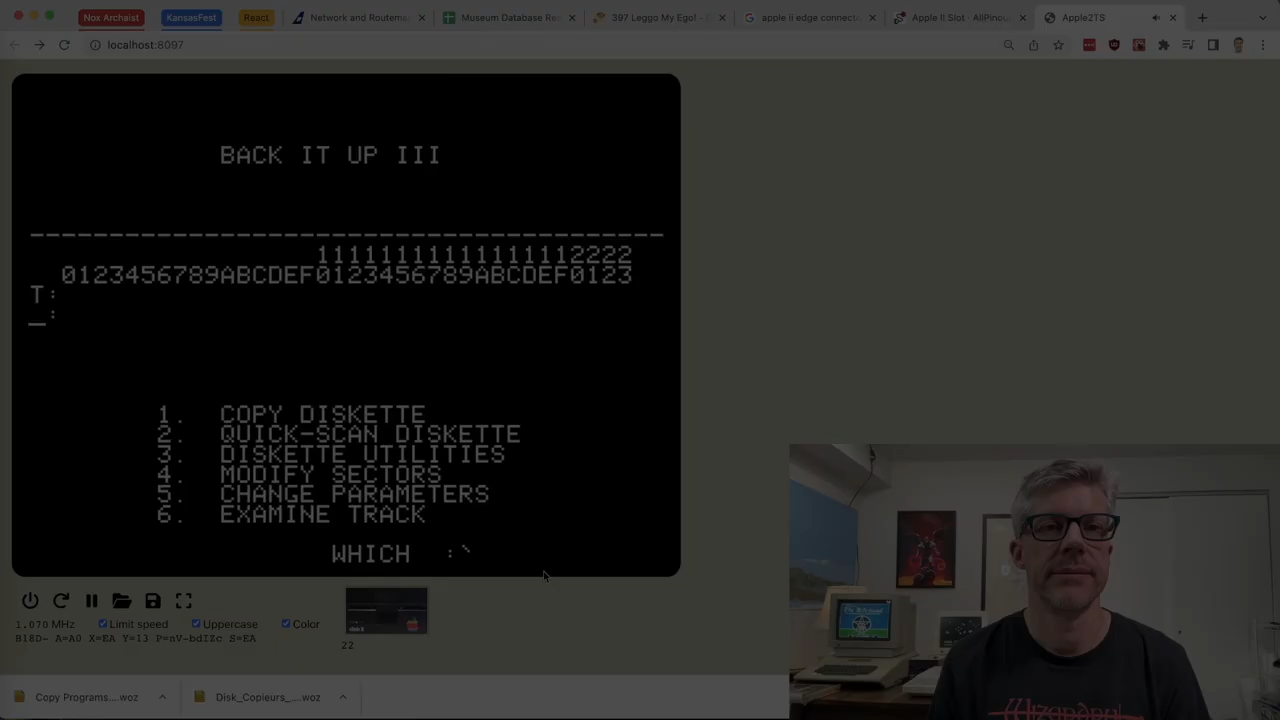 Nox Archaist
KansasFest
React
Network and Routema
Museum Database Re
397 Leggo My Ego! - F
apple ii edge connecto
Apple II Slot - AllPinou
Apple2TS
localhost:8097
BACK IT UP III
----------------------------------------
11111111111111112222
0123456789ABCDEF0123456789ABCDEF0123
T:
_:
1. COPY DISKETTE
2. QUICK-SCAN DISKETTE
3. DISKETTE UTILITIES
4. MODIFY SECTORS
5. CHANGE PARAMETERS
6. EXAMINE TRACK
WHICH :`
1.070 MHz Limit speed Uppercase Color
B18D- A=A0 X=EA Y=13 P=nV-bdIZc S=EA
22
Copy Programs....woz
Disk_Copieurs_...woz